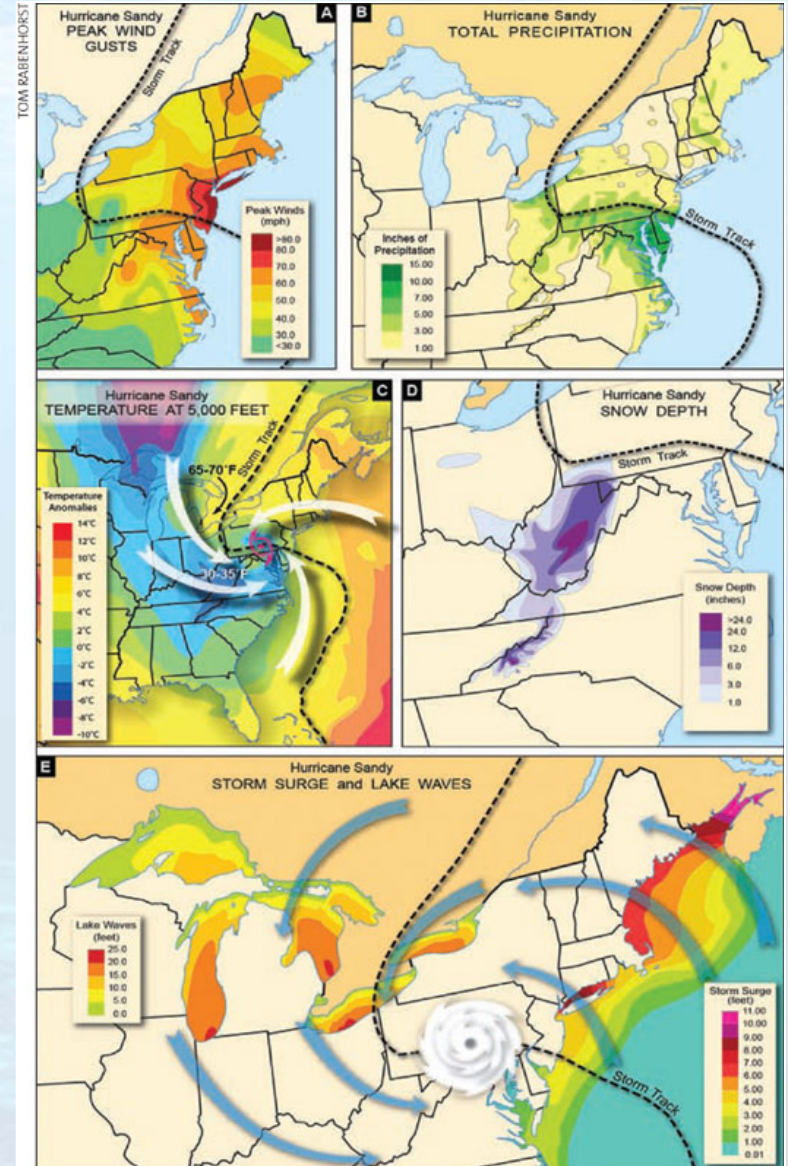 TOM RABENHORST
Hurricane Sandy
PEAK WIND
GUSTS
A
Storm Track
Peak Winds
(mph)
>80.0
80.0
70.0
60.0
50.0
40.0
30.0
<30.0
B
Hurricane Sandy
TOTAL PRECIPITATION
Storm Track
Inches of
Precipitation
15.00
10.00
7.00
5.00
3.00
1.00
Hurricane Sandy
TEMPERATURE AT 5,000 FEET
C
Storm Track
65-70°F
30-35°F
Temperature
Anomalies
14°C
12°C
10°C
8°C
6°C
4°C
2°C
0°C
-2°C
-4°C
-6°C
-8°C
-10°C
D
Hurricane Sandy
SNOW DEPTH
Storm Track
Snow Depth
(inches)
>24.0
24.0
12.0
6.0
3.0
1.0
E
Hurricane Sandy
STORM SURGE and LAKE WAVES
Lake Waves
(feet)
25.0
20.0
15.0
10.0
5.0
0.0
Storm Surge
(feet)
11.00
10.00
9.00
8.00
7.00
6.00
5.00
4.00
3.00
2.00
1.00
0.01
Storm Track